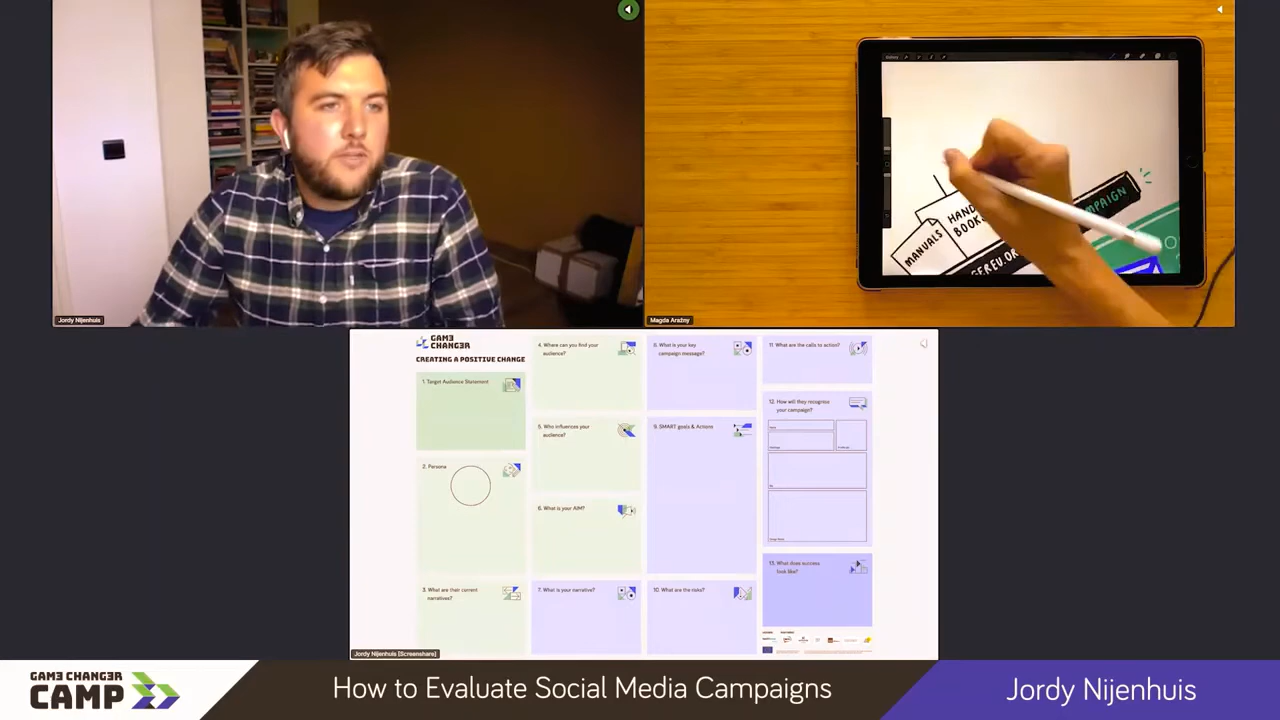 Jordy Nijenhuis
Magda Arażny
Gallery
MANUALS
HAND
BOOKS
GEREU.OR
MPAIGN
GAM3
CHANG3R
CREATING A POSITIVE CHANGE
1. Target Audience Statement
2. Persona
3. What are their current
narratives?
4. Where can you find your
audience?
5. Who influences your
audience?
6. What is your AIM?
7. What is your narrative?
8. What is your key
campaign message?
9. SMART goals & Actions
10. What are the risks?
11. What are the calls to action?
12. How will they recognise
your campaign?
13. What does success
look like?
Jordy Nijenhuis [Screenshare]
GAM3 CHANG3R
CAMP
How to Evaluate Social Media Campaigns
Jordy Nijenhuis